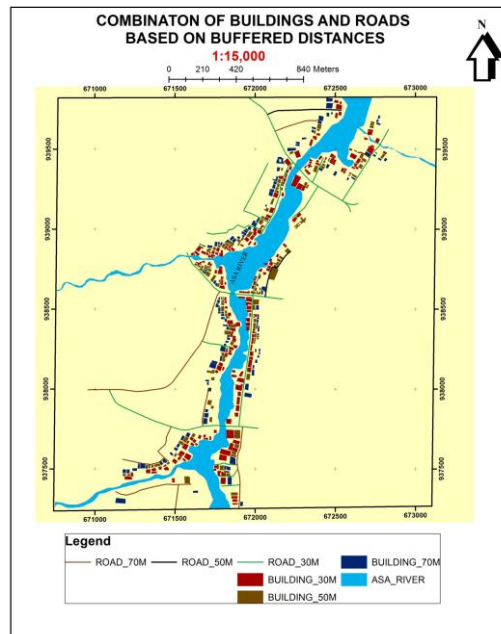 COMBINATON OF BUILDINGS AND ROADS
BASED ON BUFFERED DISTANCES
1:15,000
N
0 210 420 840 Meters
671000 671500 672000 672500 673000
939500 939500
939000 939000
ASA RIVER
938500 938500
938000 938000
937500 937500
671000 671500 672000 672500 673000
Legend
ROAD_70M ROAD_50M ROAD_30M BUILDING_70M
BUILDING_30M ASA_RIVER
BUILDING_50M